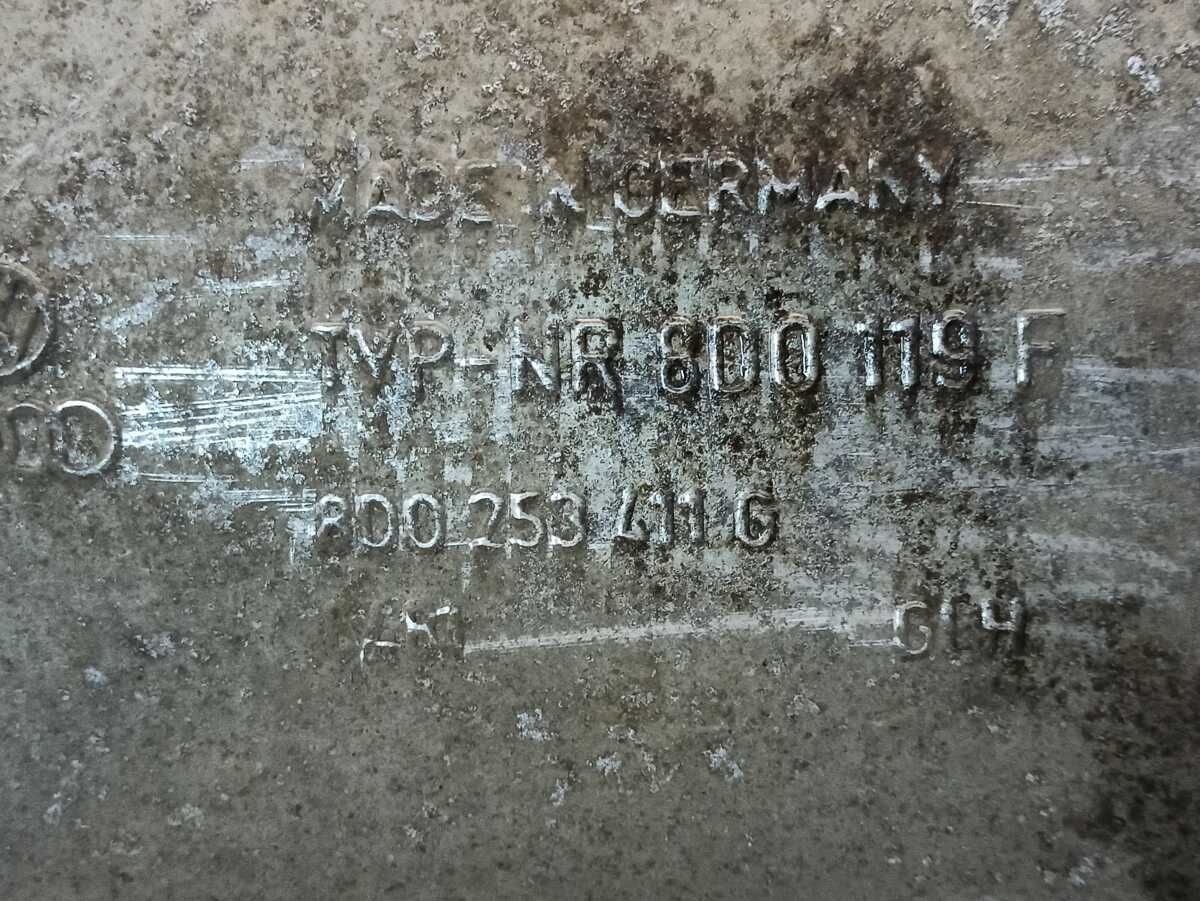 MADE IN GERMANY
TYP-NR 8D0 119 F
8D0 253 411 G
G14